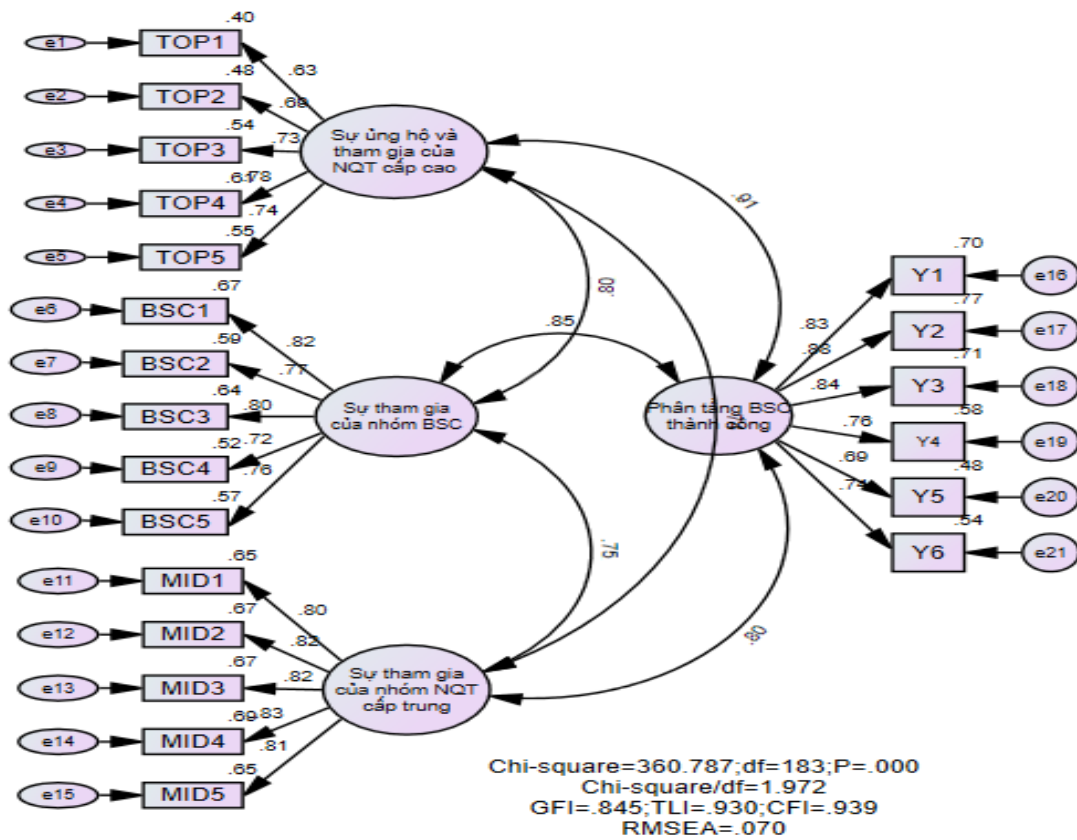 .40
e1
TOP1
.63
.48
e2
TOP2
.69
.54
e3
TOP3
.73
Sự ủng hộ và
tham gia của
NQT cấp cao
.61
.78
e4
TOP4
.74
.55
e5
TOP5
.91
.67
e6
BSC1
.82
.59
e7
BSC2
.77
.64
e8
BSC3
.80
Sự tham gia
của nhóm BSC
.52
.72
e9
BSC4
.76
.57
e10
BSC5
.80
.85
.75
Phân tầng BSC
thành công
.70
Y1
e16
.83
.77
Y2
e17
.88
.71
Y3
e18
.84
.58
Y4
e19
.76
.48
Y5
e20
.69
.54
Y6
e21
.74
.65
e11
MID1
.80
.67
e12
MID2
.82
.67
e13
MID3
.82
Sự tham gia
của nhóm NQT
cấp trung
.69
.83
e14
MID4
.81
.65
e15
MID5
.80
Chi-square=360.787;df=183;P=.000
Chi-square/df=1.972
GFI=.845;TLI=.930;CFI=.939
RMSEA=.070